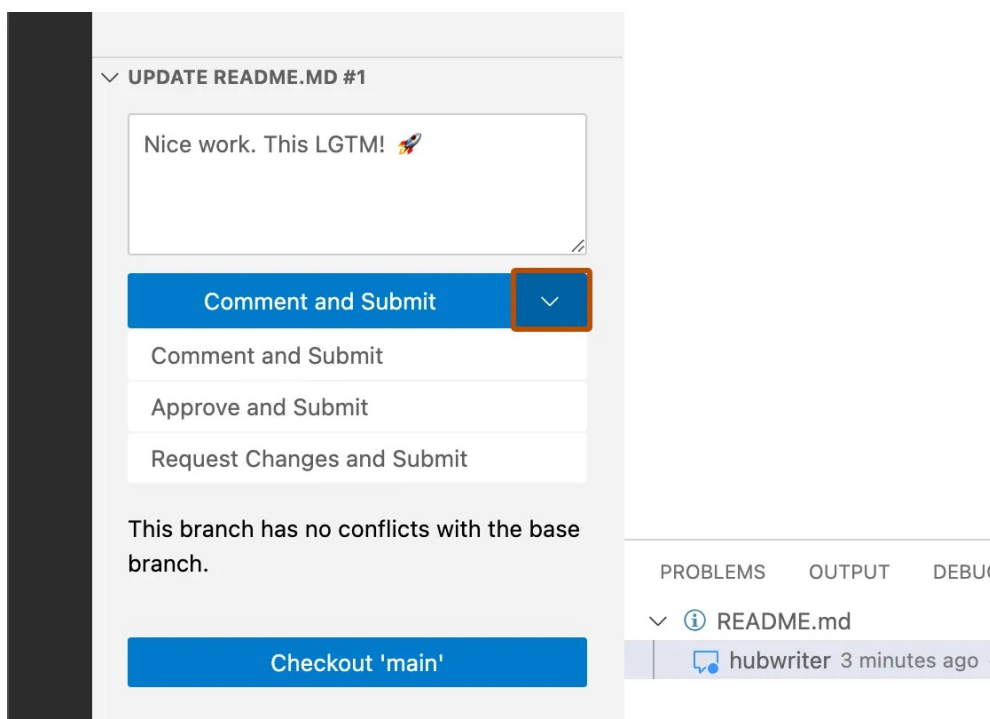 UPDATE README.MD #1
Nice work. This LGTM! 🚀
Comment and Submit
Comment and Submit
Approve and Submit
Request Changes and Submit
This branch has no conflicts with the base
branch.
Checkout 'main'
PROBLEMS OUTPUT DEBUG
README.md
hubwriter 3 minutes ago